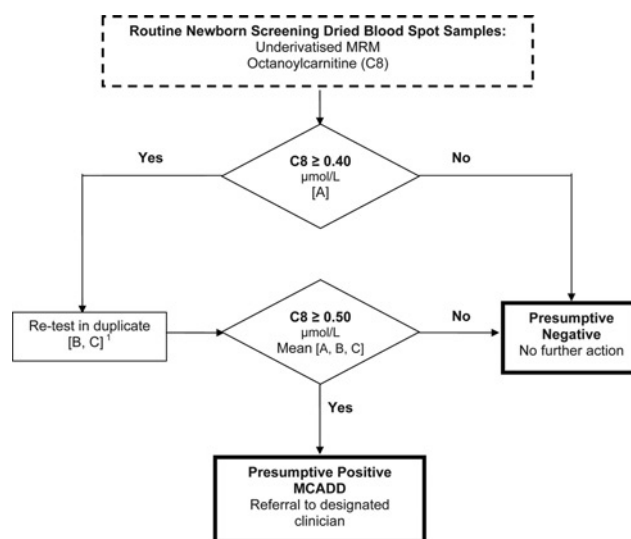 Routine Newborn Screening Dried Blood Spot Samples:
Underivatised MRM
Octanoylcarnitine (C8)
Yes
C8 ≥ 0.40
µmol/L
[A]
No
Re-test in duplicate
[B, C] 1
C8 ≥ 0.50
µmol/L
Mean [A, B, C]
No
Presumptive
Negative
No further action
Yes
Presumptive Positive
MCADD
Referral to designated
clinician